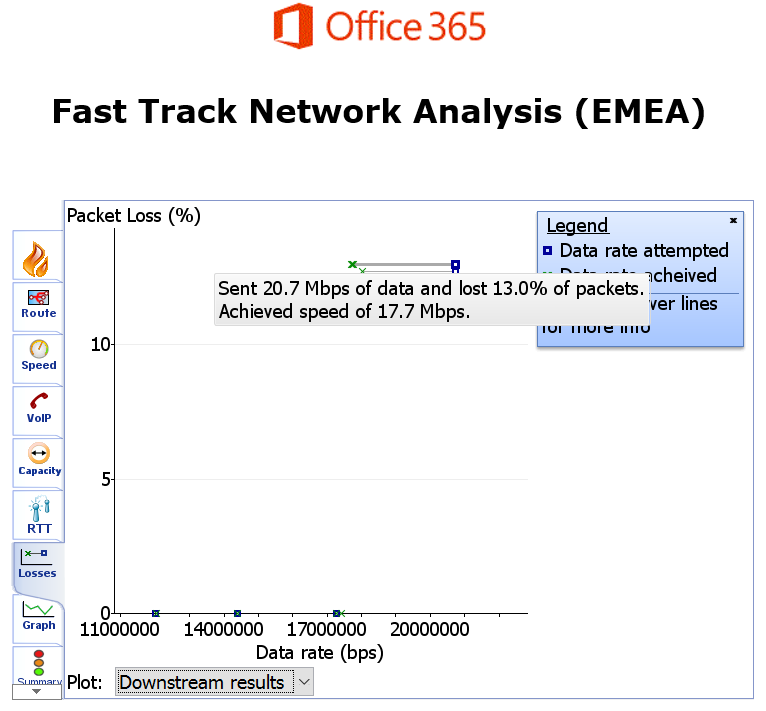 Office 365
Fast Track Network Analysis (EMEA)
Packet Loss (%)
Legend
Data rate attempted
Data rate acheived
Sent 20.7 Mbps of data and lost 13.0% of packets.
Achieved speed of 17.7 Mbps.
lines
for more info
Route
Speed
VoIP
Capacity
RTT
Losses
Graph
Summary
10
5
0
11000000 14000000 17000000 20000000
Data rate (bps)
Plot: Downstream results